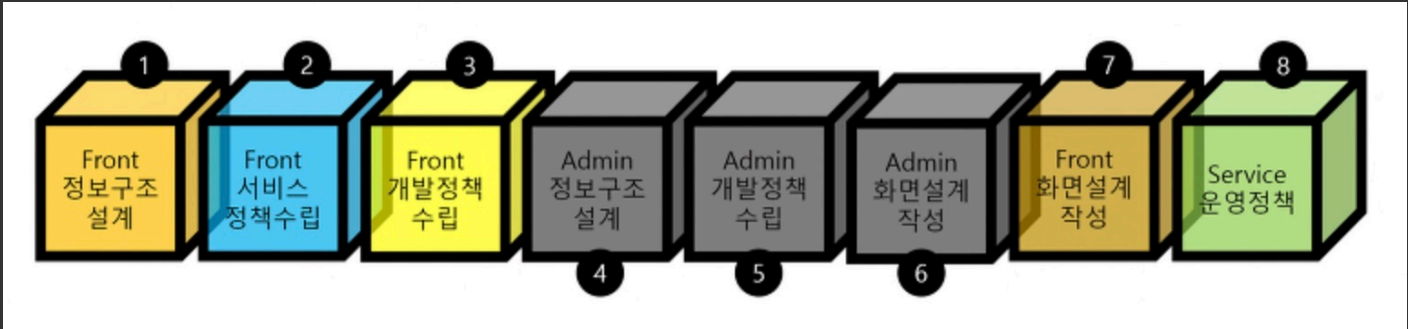 1
2
3
7
8
Front
정보구조
설계
Front
서비스
정책수립
Front
개발정책
수립
Admin
정보구조
설계
Admin
개발정책
수립
Admin
화면설계
작성
Front
화면설계
작성
Service
운영정책
4
5
6